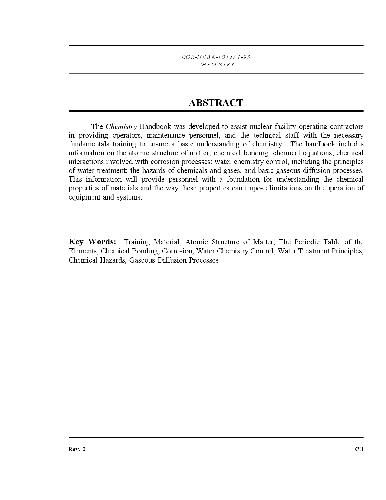 DOE-HDBK-1015/1-93
CHEMISTRY
ABSTRACT
The Chemistry Handbook was developed to assist nuclear facility operating contractors
in providing operators, maintenance personnel, and the technical staff with the necessary
fundamentals training to ensure a basic understanding of chemistry. The handbook includes
information on the atomic structure of matter; chemical bonding; chemical equations; chemical
interactions involved with corrosion processes; water chemistry control, including the principles
of water treatment; the hazards of chemicals and gases, and basic gaseous diffusion processes.
This information will provide personnel with a foundation for understanding the chemical
properties of materials and the way these properties can impose limitations on the operation of
equipment and systems.
Key Words: Training Material, Atomic Structure of Matter, The Periodic Table of the
Elements, Chemical Bonding, Corrosion, Water Chemistry Control, Water Treatment Principles,
Chemical Hazards, Gaseous Diffusion Processes
Rev. 0
CH